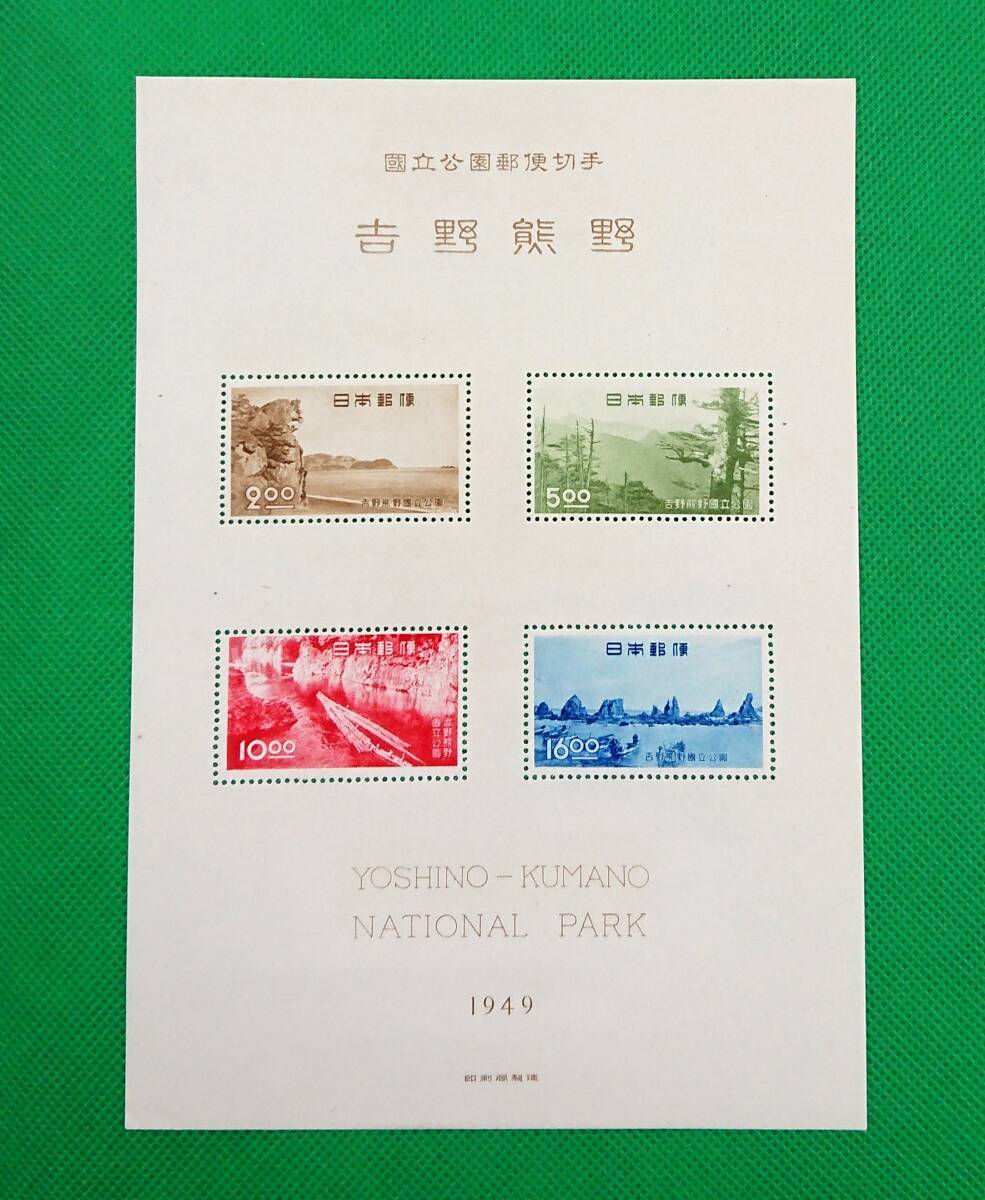 國立公園郵便切手
吉野熊野
日本郵便
2.00
吉野熊野國立公園
日本郵便
5.00
吉野熊野國立公園
日本郵便
10.00
吉野熊野
國立公園
日本郵便
16.00
吉野熊野國立公園
YOSHINO – KUMANO
NATIONAL PARK
1949
印刷局製造